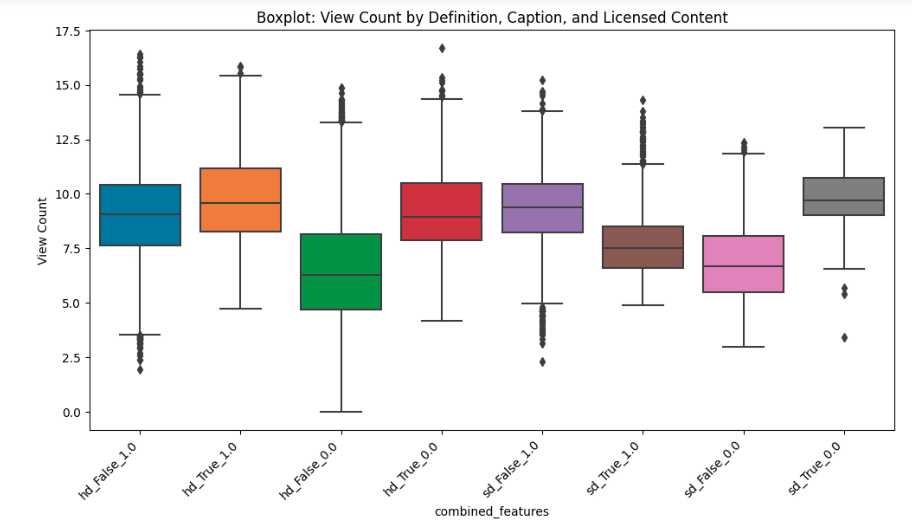 Boxplot: View Count by Definition, Caption, and Licensed Content
17.5
15.0
12.5
10.0
7.5
5.0
2.5
0.0
View Count
hd_False_1.0
hd_True_1.0
hd_False_0.0
hd_True_0.0
sd_False_1.0
sd_True_1.0
sd_False_0.0
sd_True_0.0
combined_features